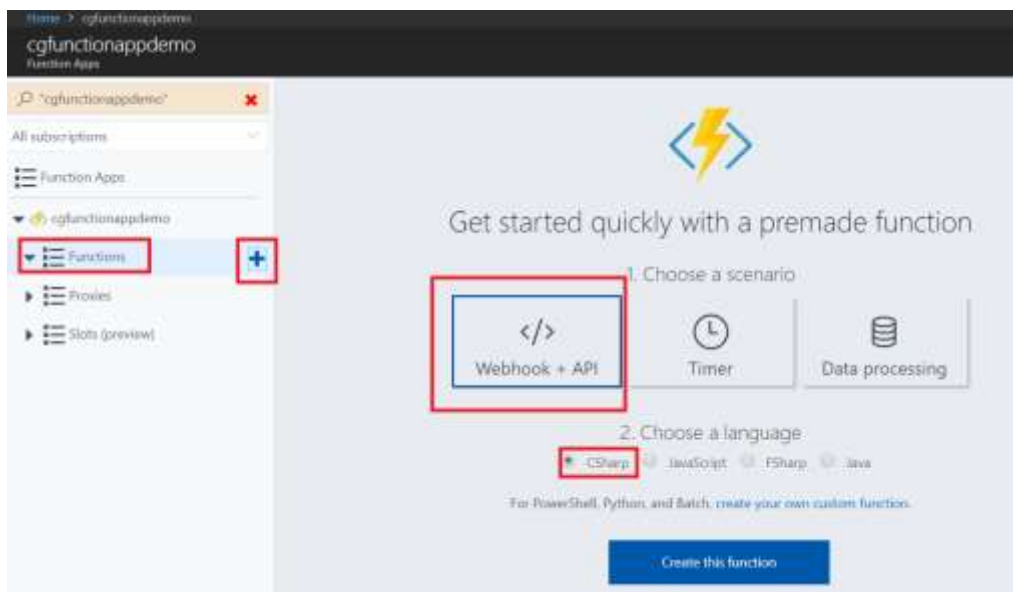 Home > cgfunctionappdemo
cgfunctionappdemo
Function Apps
"cgfunctionappdemo"
All subscriptions
Function Apps
cgfunctionappdemo
Functions
Proxies
Slots (preview)
Get started quickly with a premade function
1. Choose a scenario
</>
Webhook + API
Timer
Data processing
2. Choose a language
CSharp JavaScript FSharp Java
For PowerShell, Python, and Batch, create your own custom function.
Create this function